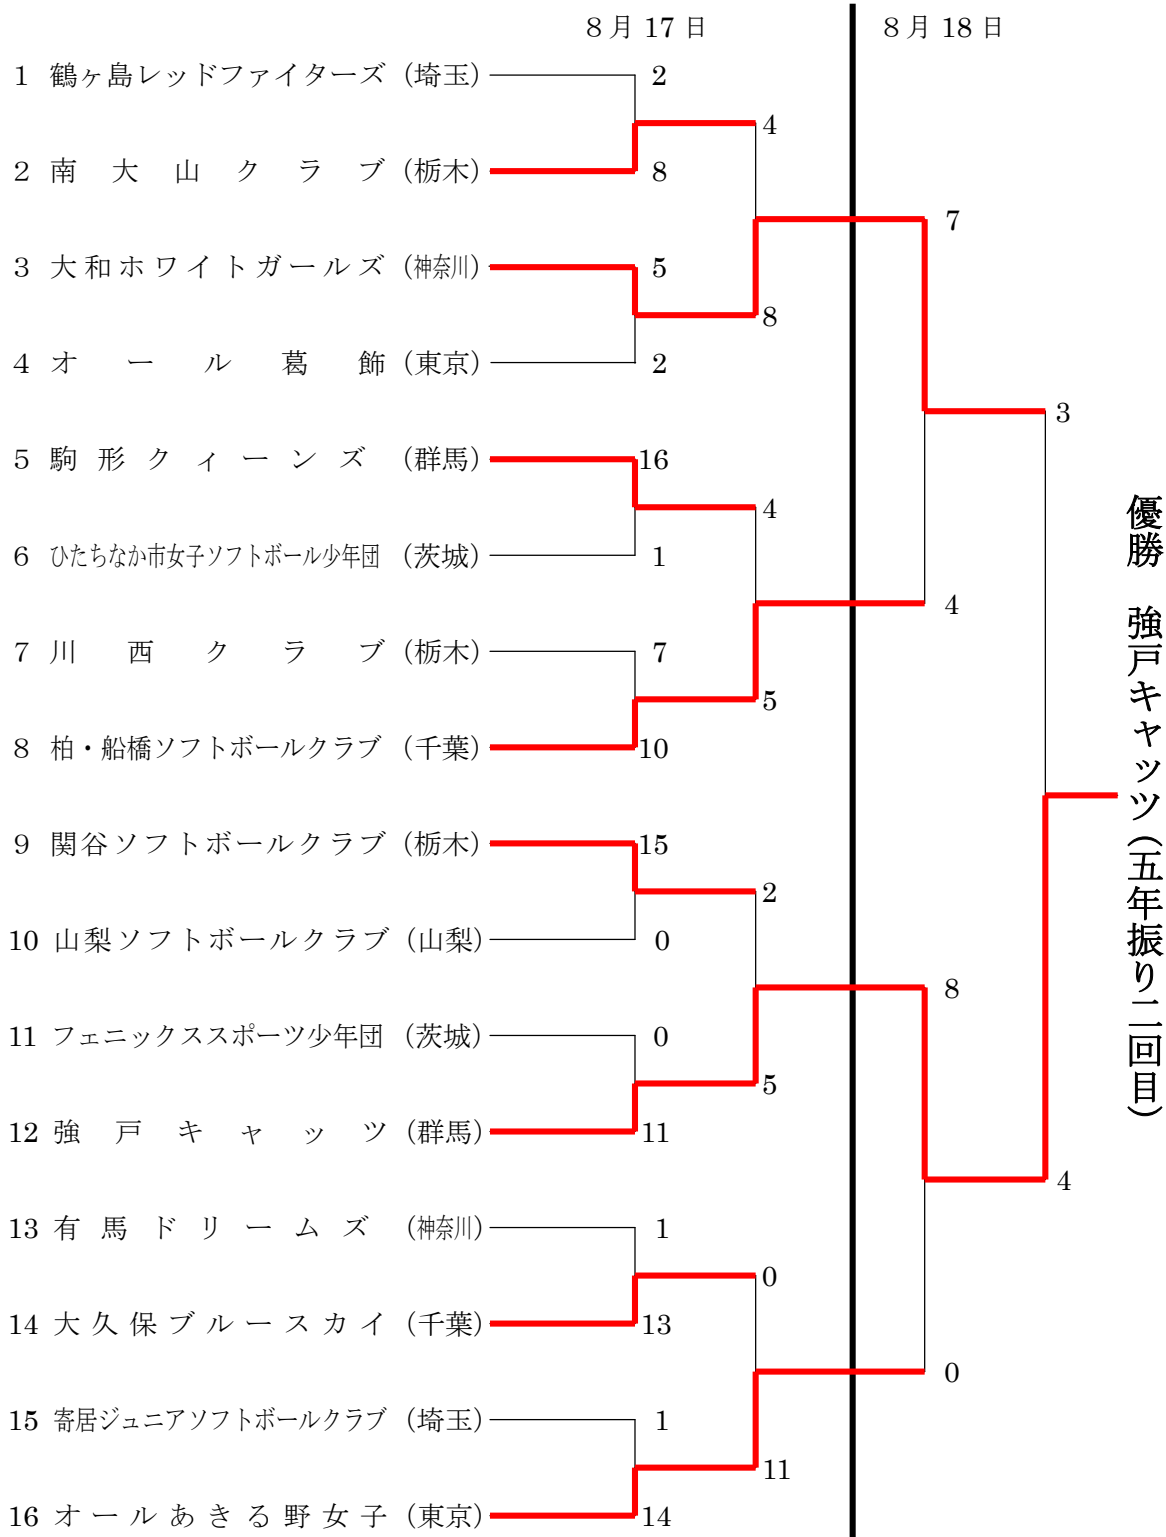 ８月 17 日
８月 18 日
1 鶴ヶ島レッドファイターズ (埼玉) 2
4
2 南大山クラブ (栃木) 8
7
3 大和ホワイトガールズ (神奈川) 5
8
4 オール葛飾 (東京) 2
3
5 駒形クィーンズ (群馬) 16
4
6 ひたちなか市女子ソフトボール少年団 (茨城) 1
4
7 川西クラブ (栃木) 7
5
8 柏・船橋ソフトボールクラブ (千葉) 10
9 関谷ソフトボールクラブ (栃木) 15
2
10 山梨ソフトボールクラブ (山梨) 0
8
11 フェニックススポーツ少年団 (茨城) 0
5
12 強戸キャッツ (群馬) 11
4
13 有馬ドリームズ (神奈川) 1
0
14 大久保ブルースカイ (千葉) 13
0
15 寄居ジュニアソフトボールクラブ (埼玉) 1
11
16 オールあきる野女子 (東京) 14
優勝　強戸キャッツ(五年振り二回目)